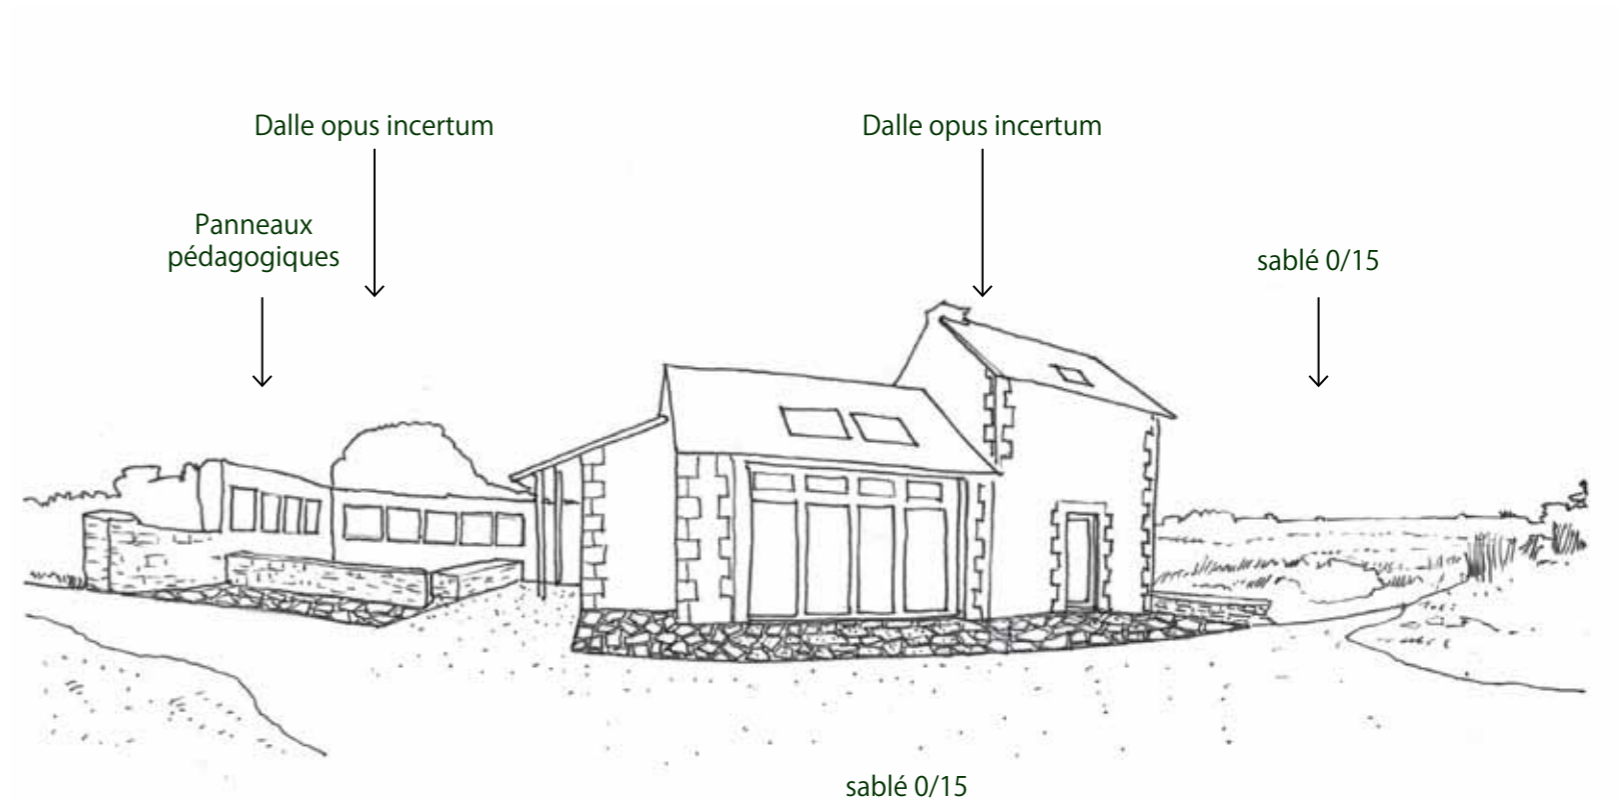 Dalle opus incertum
Dalle opus incertum
Panneaux
pédagogiques
sablé 0/15
sablé 0/15